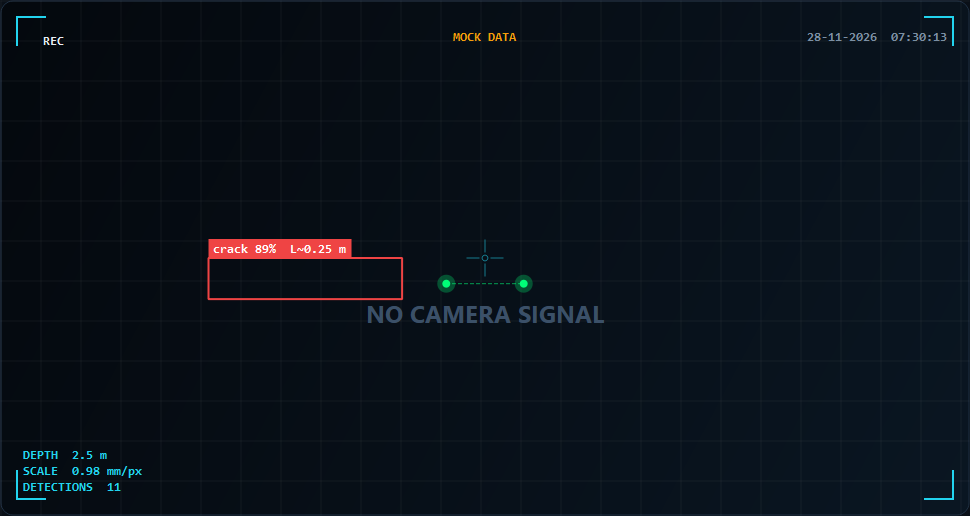 REC
MOCK DATA
28-11-2026 07:30:13
crack 89% L~0.25 m
NO CAMERA SIGNAL
DEPTH 2.5 m
SCALE 0.98 mm/px
DETECTIONS 11